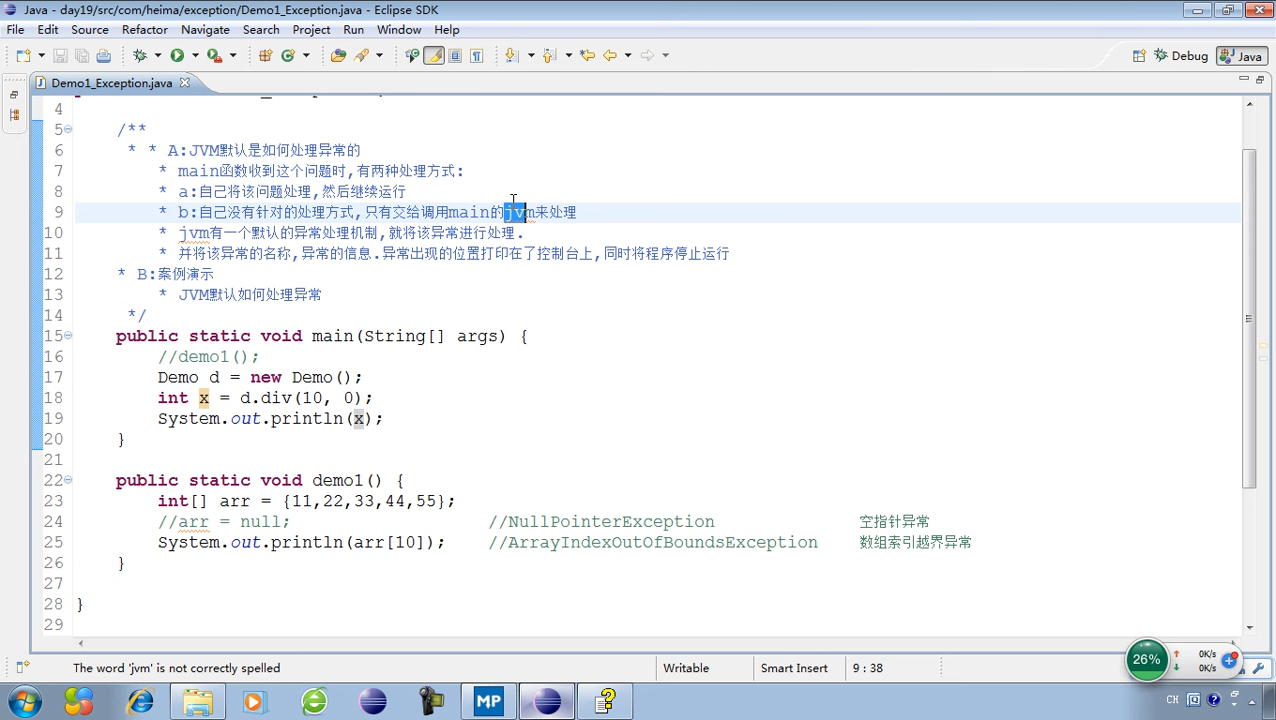 Java - day19/src/com/heima/exception/Demo1_Exception.java - Eclipse SDK
File Edit Source Refactor Navigate Search Project Run Window Help
Debug Java
Demo1_Exception.java
4
5 /**
6 * * A:JVM默认是如何处理异常的
7 * main函数收到这个问题时,有两种处理方式:
8 * a:自己将该问题处理,然后继续运行
9 * b:自己没有针对的处理方式,只有交给调用main的jvm来处理
10 * jvm有一个默认的异常处理机制,就将该异常进行处理.
11 * 并将该异常的名称,异常的信息.异常出现的位置打印在了控制台上,同时将程序停止运行
12 * B:案例演示
13 * JVM默认如何处理异常
14 */
15 public static void main(String[] args) {
16 //demo1();
17 Demo d = new Demo();
18 int x = d.div(10, 0);
19 System.out.println(x);
20 }
21
22 public static void demo1() {
23 int[] arr = {11,22,33,44,55};
24 //arr = null; //NullPointerException 空指针异常
25 System.out.println(arr[10]); //ArrayIndexOutOfBoundsException 数组索引越界异常
26 }
27
28 }
29
The word 'jvm' is not correctly spelled Writable Smart Insert 9 : 38
26% 0K/s
0K/s
MP CH